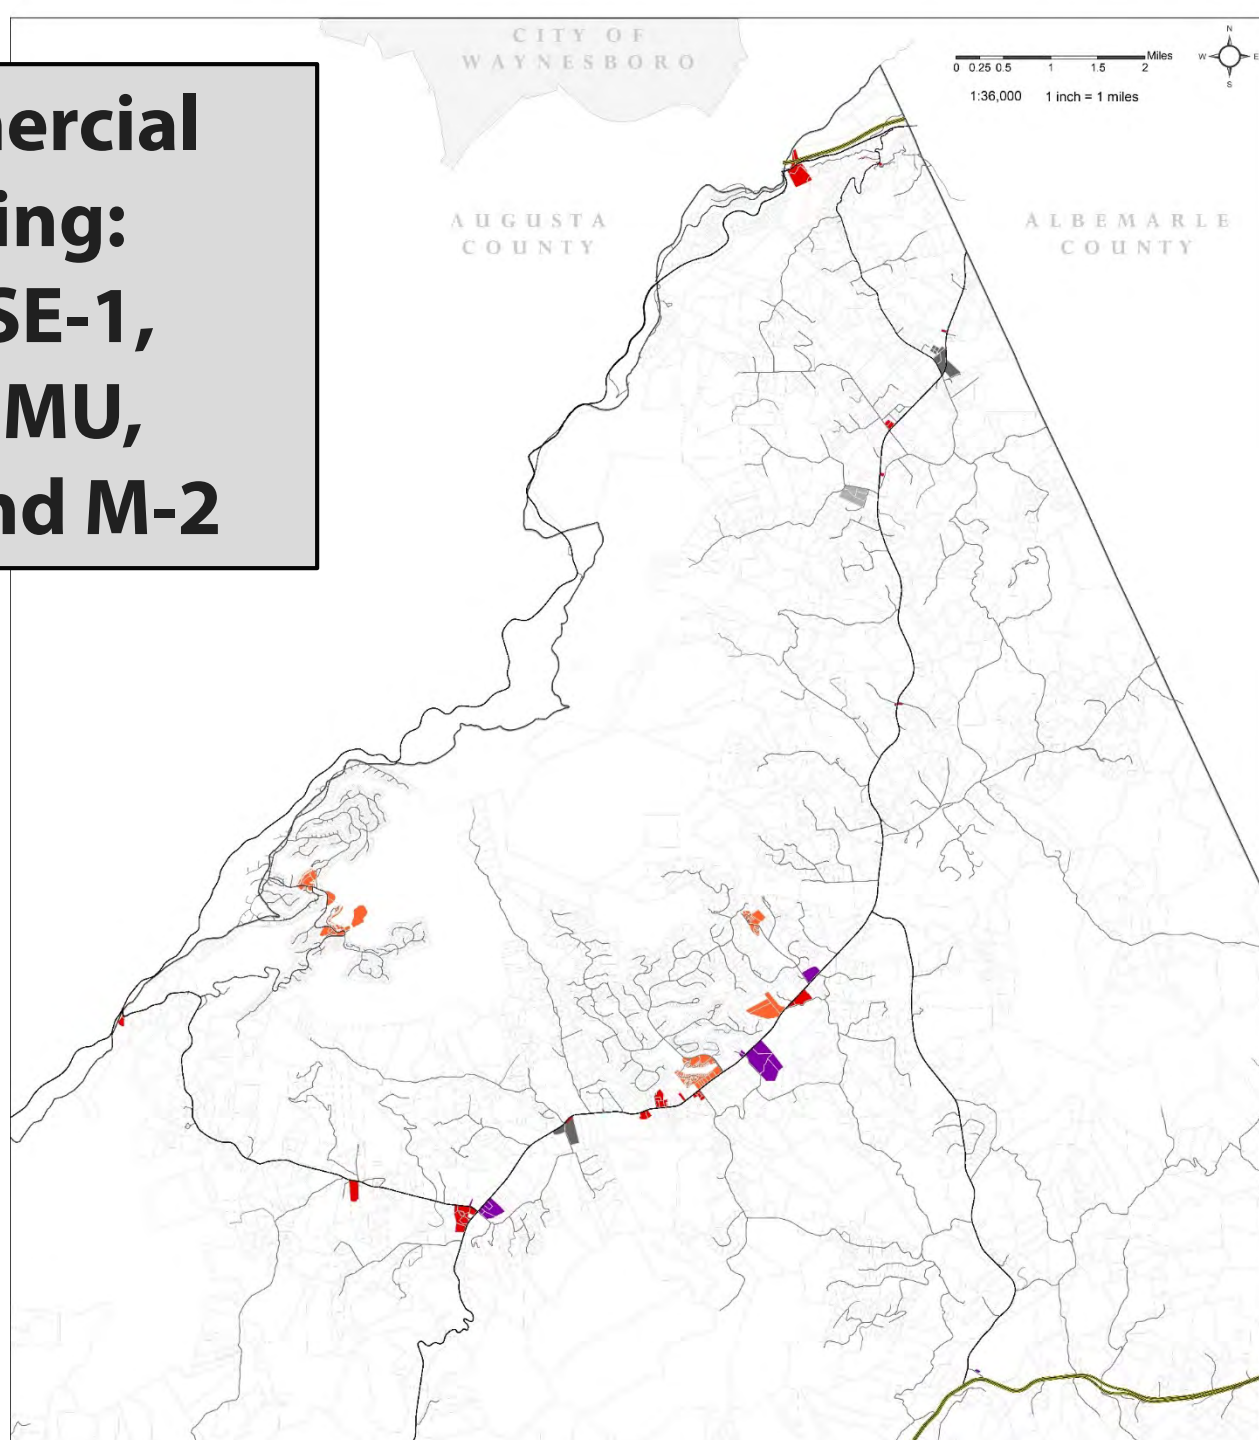 ercial
ing:
SE-1,
MU,
nd M-2
CITY OF
WAYNESBORO
AUGUSTA
COUNTY
ALBEMARLE
COUNTY
Miles
0 0.25 0.5 1 1.5 2
1:36,000 1 inch = 1 miles
N
W E
S